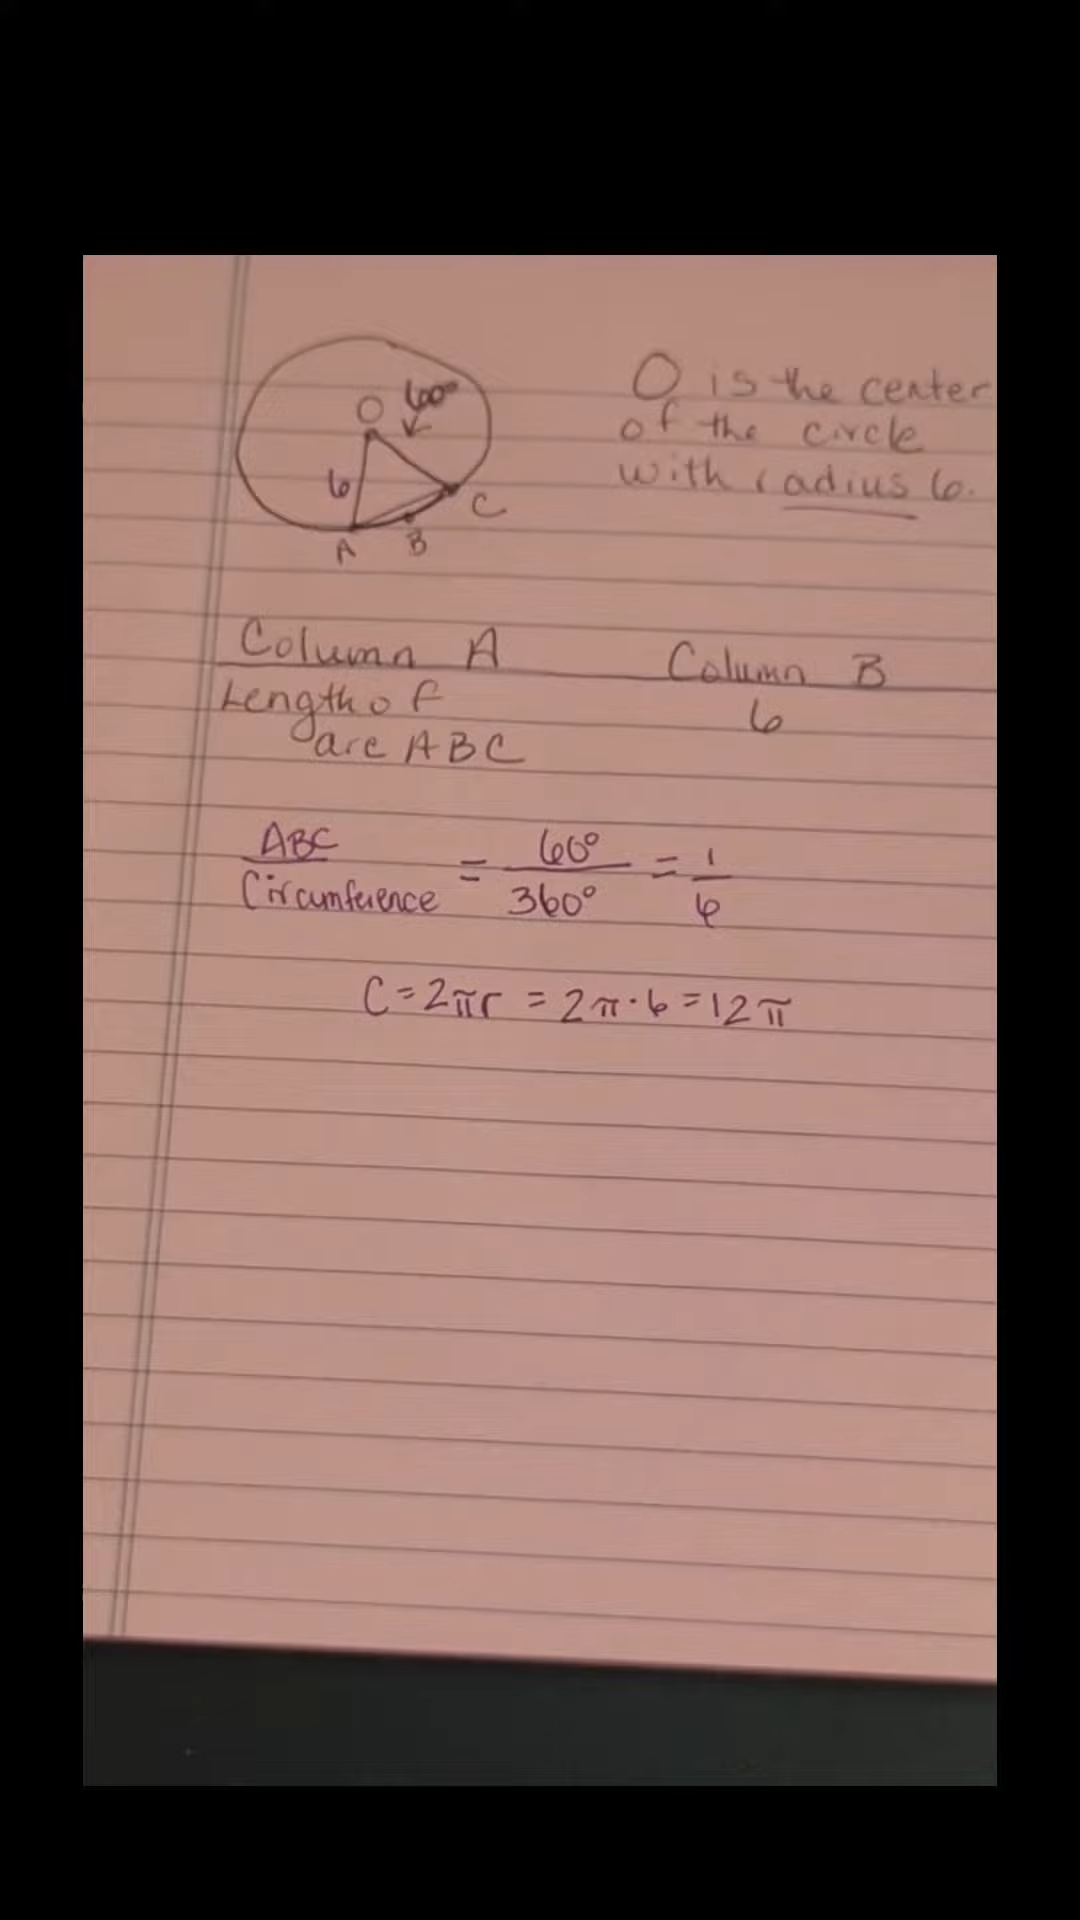 O 60°
6
C
A B
O is the center
of the circle
with radius 6.
Column A Column B
Length of 6
arc ABC
ABC / Circumference = 60° / 360° = 1 / 6
C = 2πr = 2π · 6 = 12π